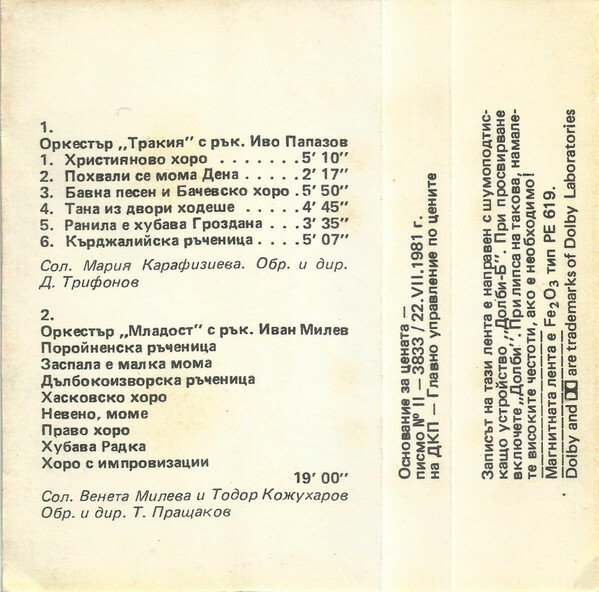 1.
Оркестър „Тракия" с рък. Иво Папазов
1. Християново хоро . . . . . . . 5' 10"
2. Похвали се мома Дена . . . . 2' 17"
3. Бавна песен и Бачевско хоро . 5' 50"
4. Тана из двори ходеше . . . . . 4' 45"
5. Ранила е хубава Гроздана . . . 3' 35"
6. Кърджалийска ръченица . . . . 5' 07"
Сол. Мария Карафизиева. Обр. и дир.
Д. Трифонов
2.
Оркестър „Младост" с рък. Иван Милев
Поройненска ръченица
Заспала е малка мома
Дълбокоизворска ръченица
Хасковско хоро
Невено, моме
Право хоро
Хубава Радка
Хоро с импровизации
19' 00"
Сол. Венета Милева и Тодор Кожухаров
Обр. и дир. Т. Пращаков
Основание за цената —
писмо № II — 3833 / 22.VII.1981 г.
на ДКП — Главно управление по цените
Записът на тази лента е направен с шумоподтис-
кащо устройство „Долби-Б". При просвирване
включете „Долби". При липса на такова, намале-
те високите честоти, ако е необходимо!
Магнитната лента е Fe2O3 тип PE 619.
Dolby and are trademarks of Dolby Laboratories